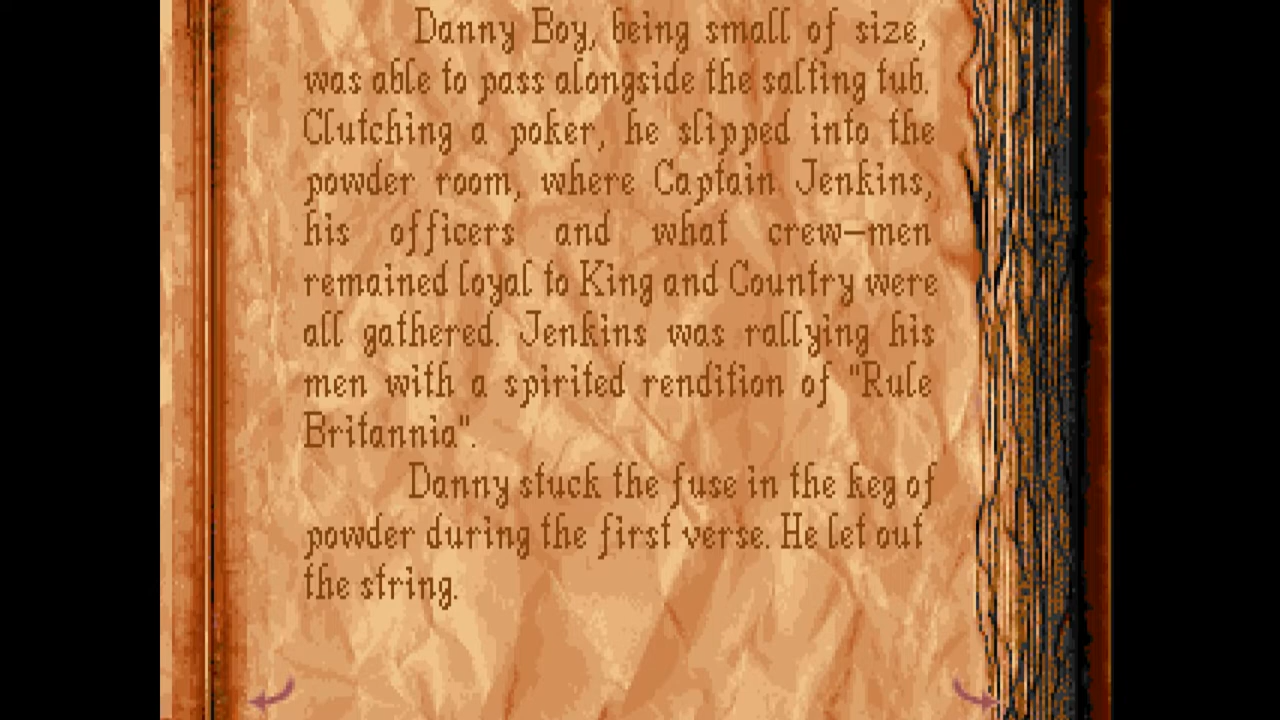 Danny Boy, being small of size,
was able to pass alongside the salting tub.
Clutching a poker, he slipped into the
powder room, where Captain Jenkins,
his officers and what crew-men
remained loyal to King and Country were
all gathered. Jenkins was rallying his
men with a spirited rendition of "Rule
Britannia".
Danny stuck the fuse in the keg of
powder during the first verse. He let out
the string.